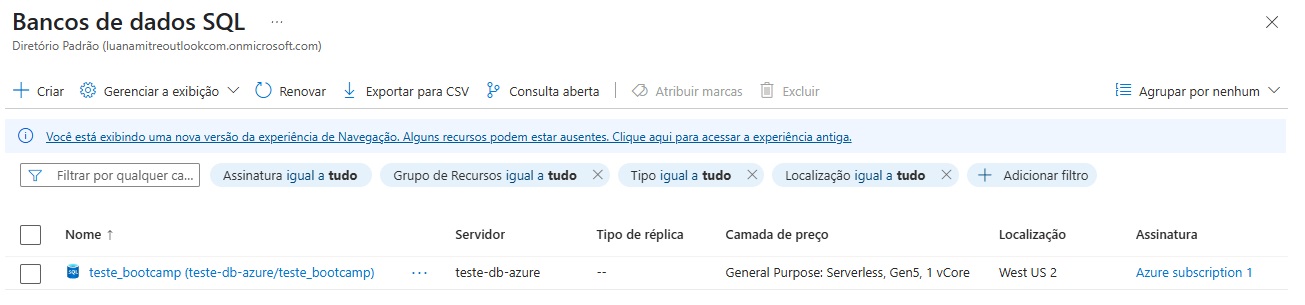 Bancos de dados SQL ...
Diretório Padrão (luanamitreoutlookcom.onmicrosoft.com)
Criar Gerenciar a exibição Renovar Exportar para CSV Consulta aberta Atribuir marcas Excluir Agrupar por nenhum
Você está exibindo uma nova versão da experiência de Navegação. Alguns recursos podem estar ausentes. Clique aqui para acessar a experiência antiga.
Filtrar por qualquer ca... Assinatura igual a tudo Grupo de Recursos igual a tudo Tipo igual a tudo Localização igual a tudo Adicionar filtro
Nome ↑ Servidor Tipo de réplica Camada de preço Localização Assinatura
SQL teste_bootcamp (teste-db-azure/teste_bootcamp) ... teste-db-azure -- General Purpose: Serverless, Gen5, 1 vCore West US 2 Azure subscription 1